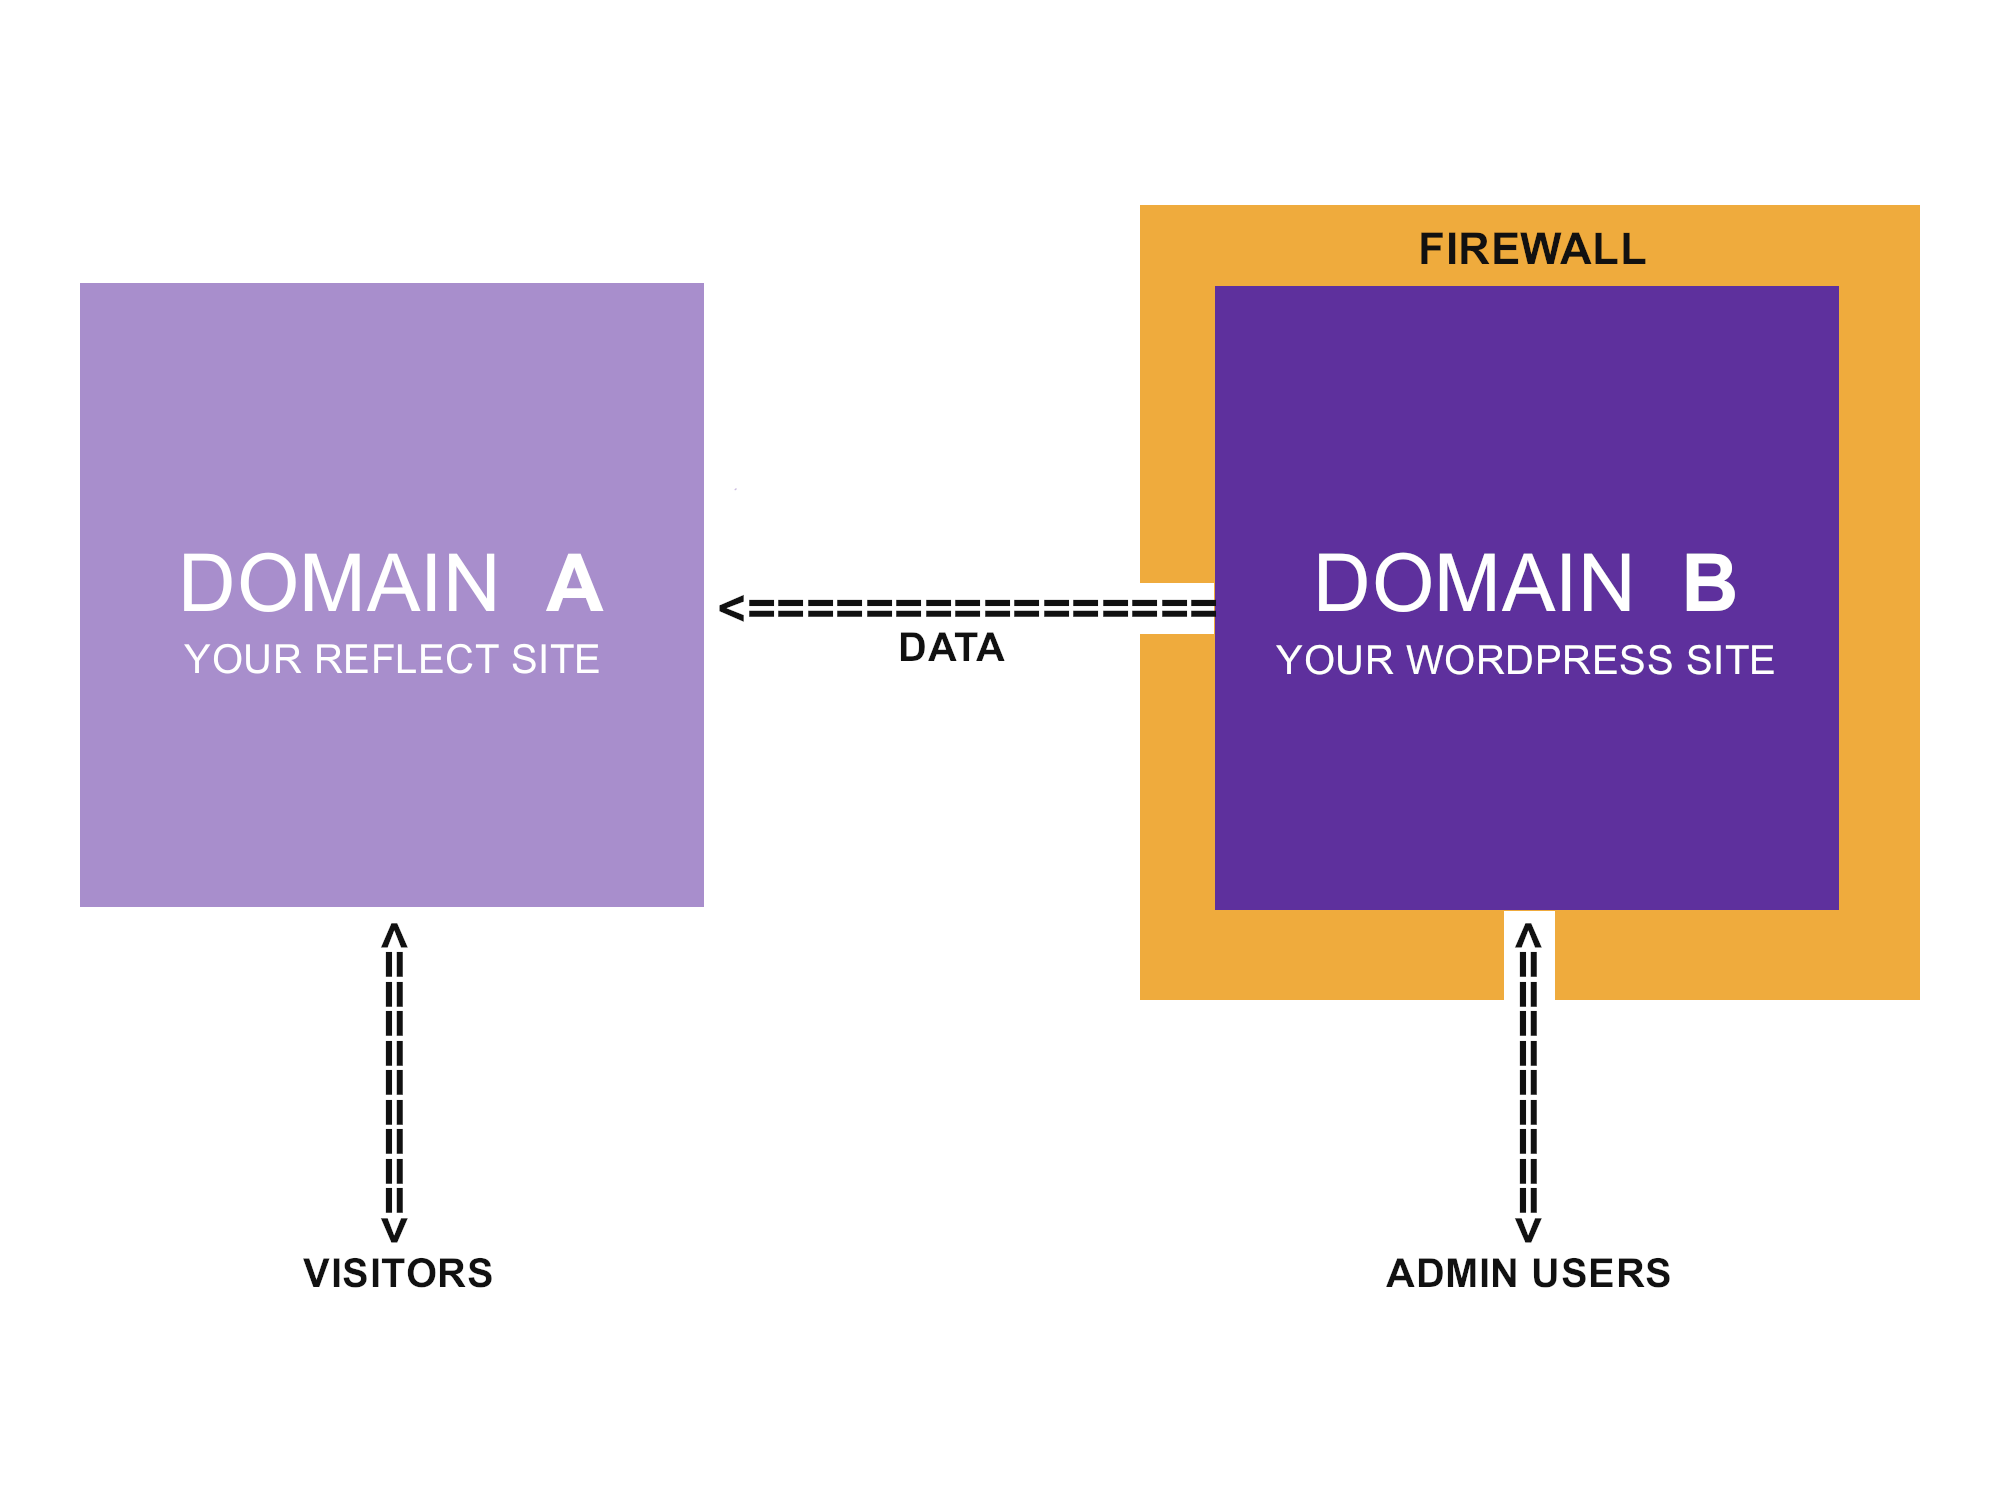 FIREWALL
DOMAIN A
YOUR REFLECT SITE
<================
DATA
DOMAIN B
YOUR WORDPRESS SITE
VISITORS
ADMIN USERS